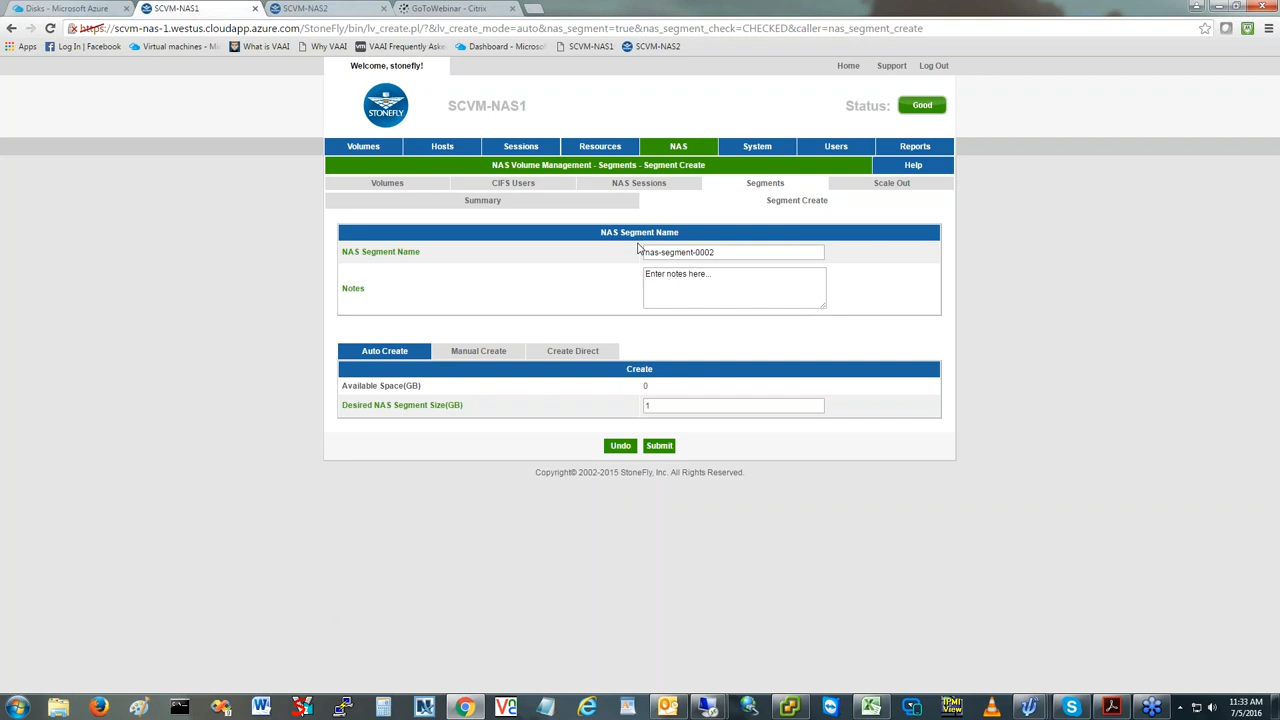 Disks - Microsoft Azure
SCVM-NAS1
SCVM-NAS2
GoToWebinar - Citrix
https://scvm-nas-1.westus.cloudapp.azure.com/StoneFly/bin/lv_create.pl/?&lv_create_mode=auto&nas_segment=true&nas_segment_check=CHECKED&caller=nas_segment_create
Apps
Log In | Facebook
Virtual machines - M
What is VAAI
Why VAAI
VAAI Frequently Aske
Dashboard - Microsof
SCVM-NAS1
SCVM-NAS2
Welcome, stonefly!
Home
Support
Log Out
STONEFLY
SCVM-NAS1
Status:
Good
Volumes
Hosts
Sessions
Resources
NAS
System
Users
Reports
NAS Volume Management - Segments - Segment Create
Help
Volumes
CIFS Users
NAS Sessions
Segments
Scale Out
Summary
Segment Create
NAS Segment Name
NAS Segment Name
nas-segment-0002
Notes
Enter notes here...
Auto Create
Manual Create
Create Direct
Create
Available Space(GB)
0
Desired NAS Segment Size(GB)
1
Undo
Submit
Copyright© 2002-2015 StoneFly, Inc. All Rights Reserved.
11:33 AM
7/5/2016